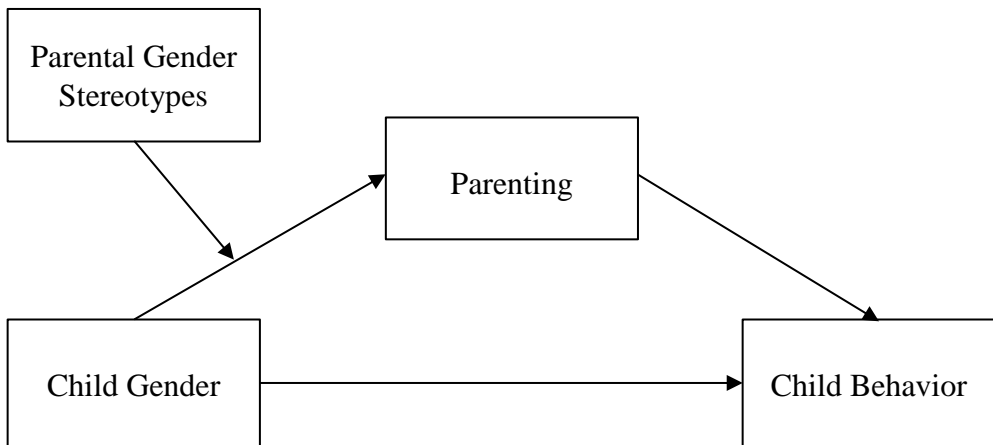 Parental Gender
Stereotypes
Parenting
Child Gender
Child Behavior